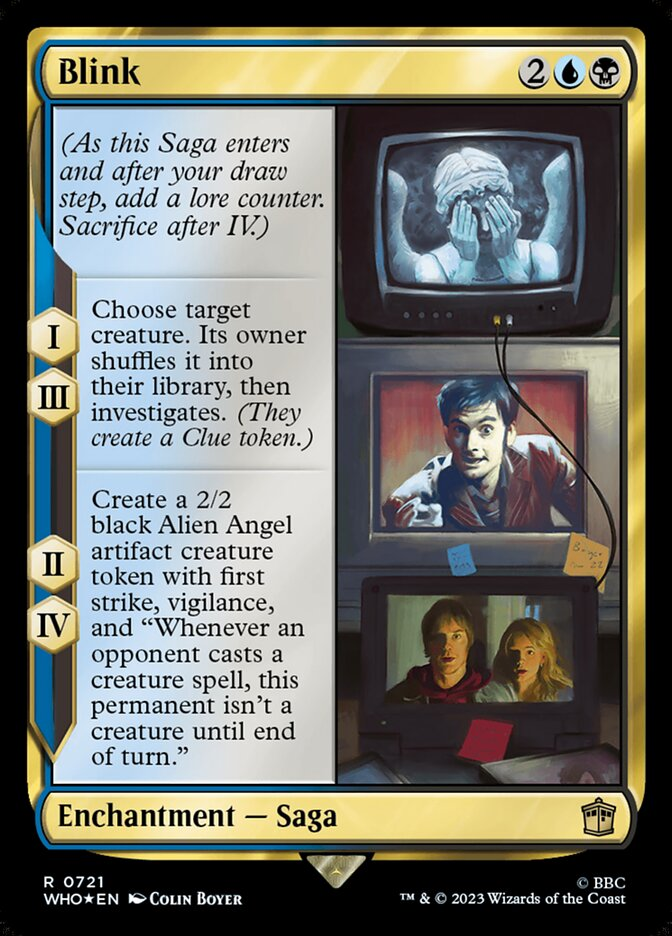 Blink 2
(As this Saga enters
and after your draw
step, add a lore counter.
Sacrifice after IV.)
I
III
Choose target
creature. Its owner
shuffles it into
their library, then
investigates. (They
create a Clue token.)
II
IV
Create a 2/2
black Alien Angel
artifact creature
token with first
strike, vigilance,
and “Whenever an
opponent casts a
creature spell, this
permanent isn’t a
creature until end
of turn.”
Enchantment — Saga
R 0721
WHO★EN Colin Boyer
© BBC
™ & © 2023 Wizards of the Coast